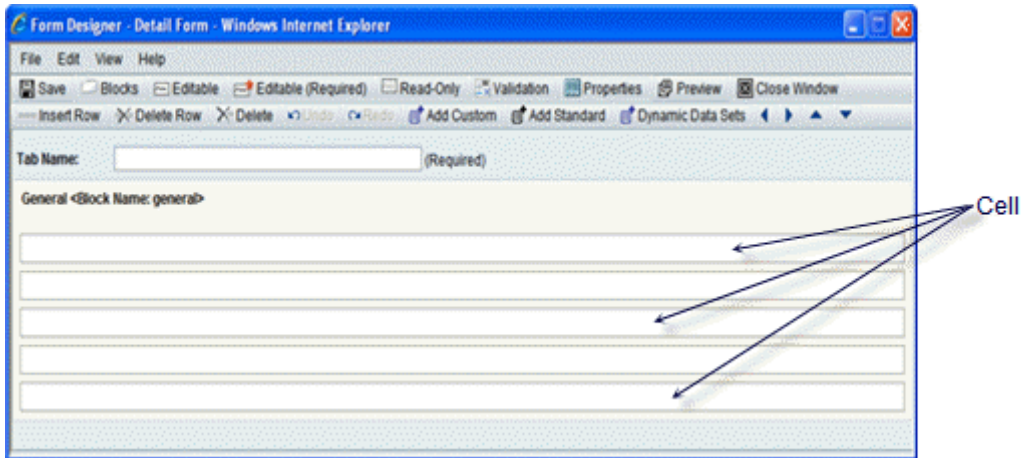 Form Designer - Detail Form - Windows Internet Explorer
File Edit View Help
Save Blocks Editable Editable (Required) Read-Only Validation Properties Preview Close Window
Insert Row Delete Row Delete Undo Redo Add Custom Add Standard Dynamic Data Sets
Tab Name: (Required)
General <Block Name: general>
Cell